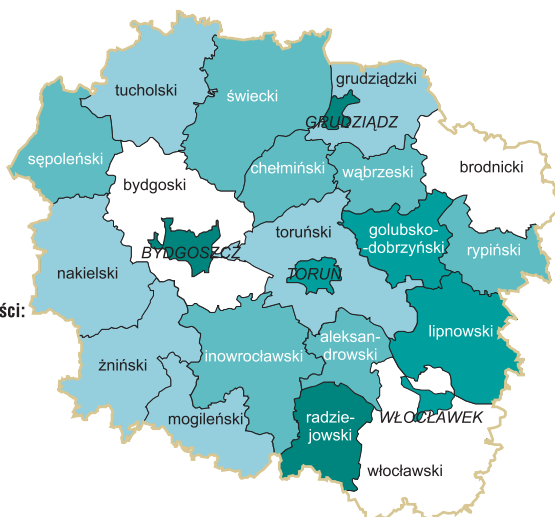 tucholski
świecki
grudziądzki
GRUDZIĄDZ
sępoleński
bydgoski
chełmiński
wąbrzeski
brodnicki
BYDGOSZCZ
toruński
golubsko-
-dobrzyński
rypiński
nakielski
TORUŃ
ści:
lipnowski
żniński
inowrocławski
aleksan-
drowski
mogileński
radzie-
jowski
WŁOCŁAWEK
włocławski